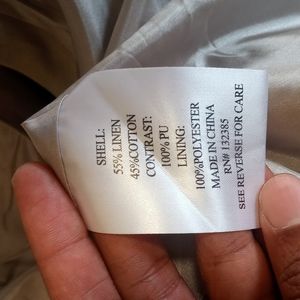 SHELL:
55% LINEN
45%COTTON
CONTRAST:
100% PU
LINING:
100%POLYESTER
MADE IN CHINA
RN# 132385
SEE REVERSE FOR CARE